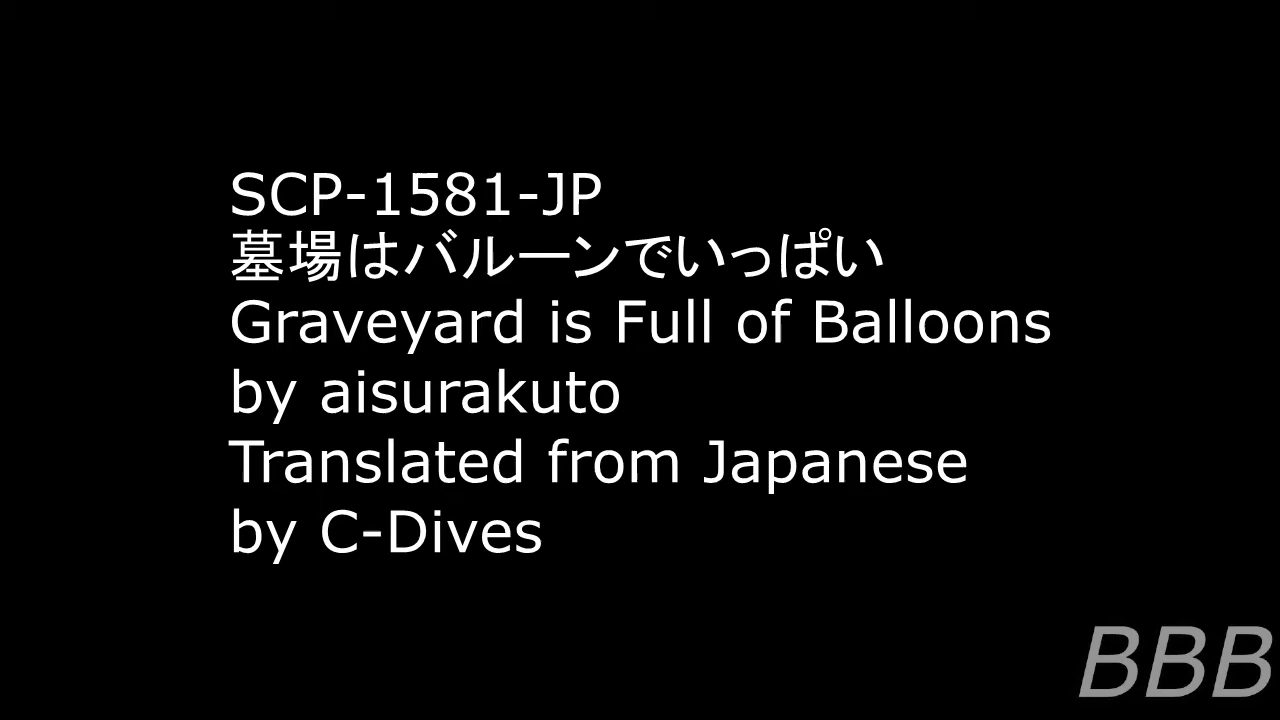 SCP-1581-JP
墓場はバルーンでいっぱい
Graveyard is Full of Balloons
by aisurakuto
Translated from Japanese
by C-Dives
BBB